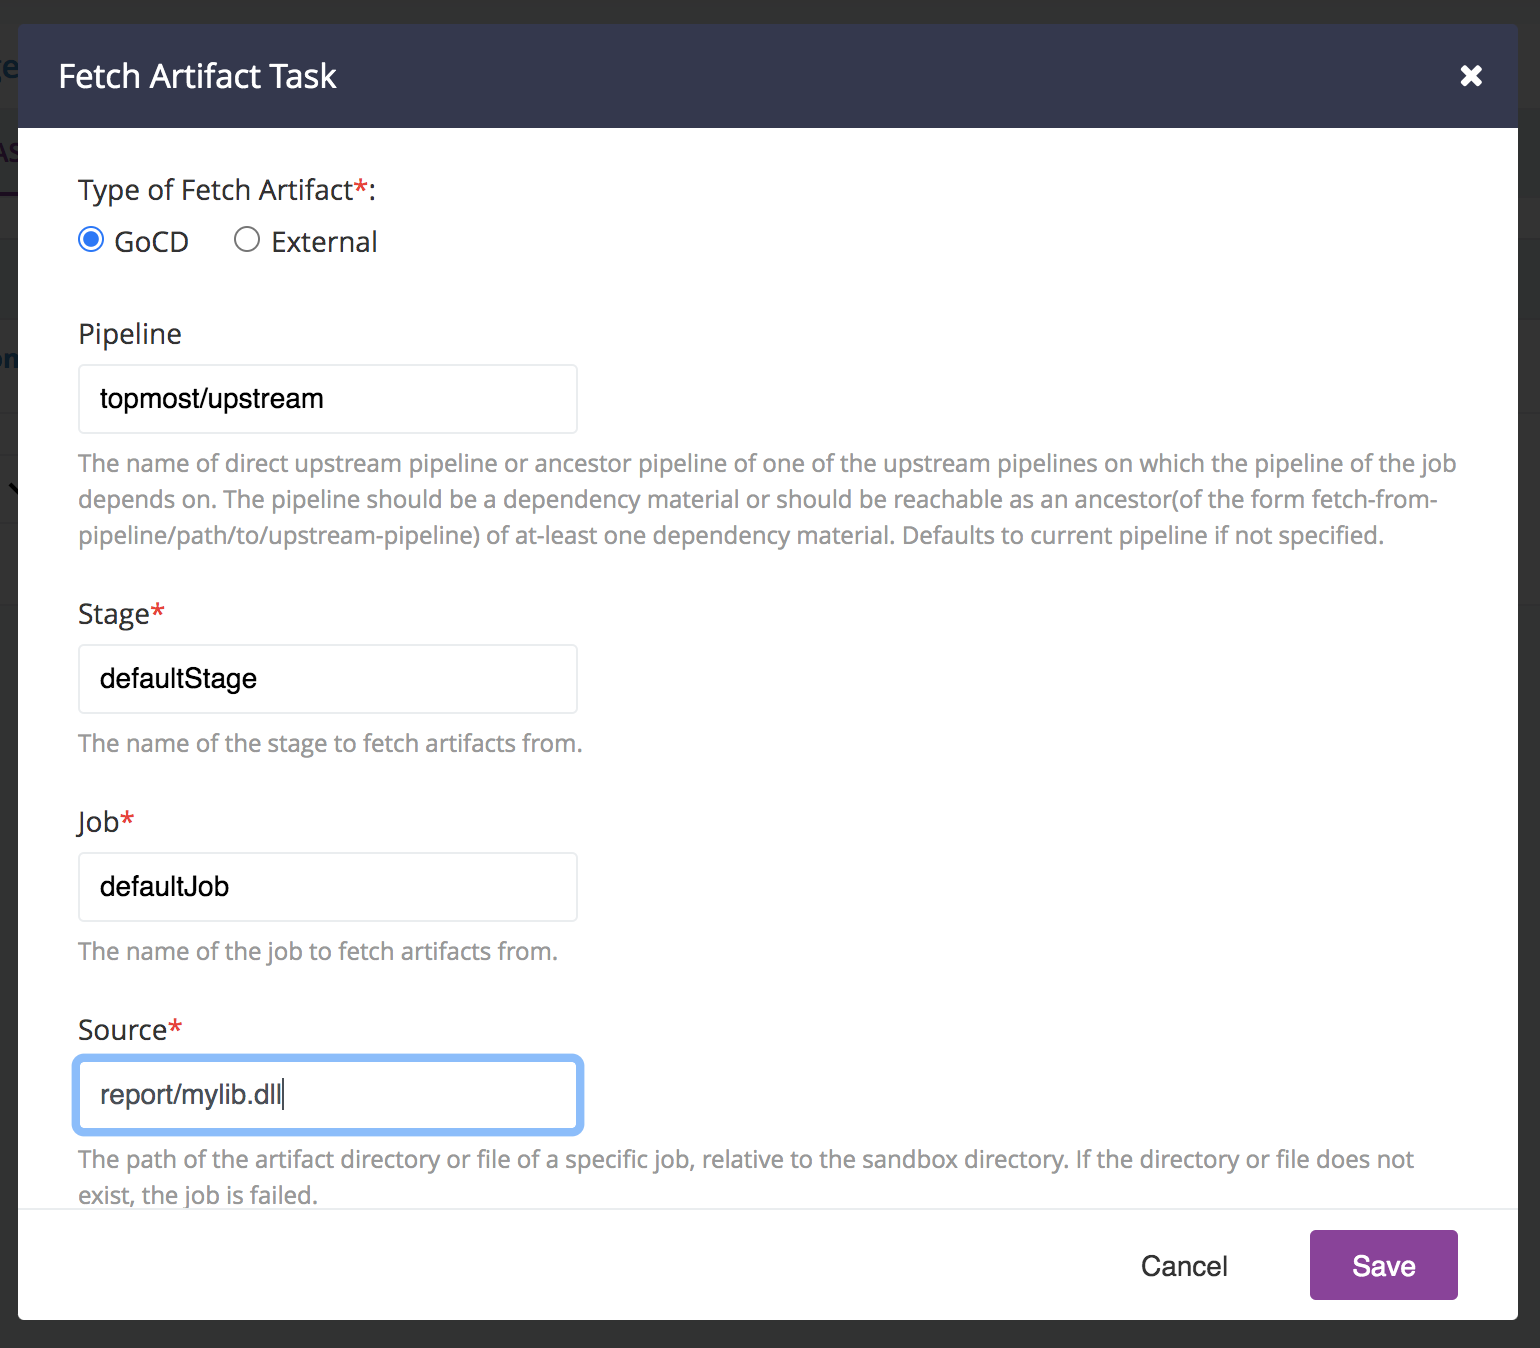 Fetch Artifact Task
Type of Fetch Artifact*:
GoCD External
Pipeline
topmost/upstream
The name of direct upstream pipeline or ancestor pipeline of one of the upstream pipelines on which the pipeline of the job
depends on. The pipeline should be a dependency material or should be reachable as an ancestor(of the form fetch-from-
pipeline/path/to/upstream-pipeline) of at-least one dependency material. Defaults to current pipeline if not specified.
Stage*
defaultStage
The name of the stage to fetch artifacts from.
Job*
defaultJob
The name of the job to fetch artifacts from.
Source*
report/mylib.dll
The path of the artifact directory or file of a specific job, relative to the sandbox directory. If the directory or file does not
exist, the job is failed.
Cancel Save